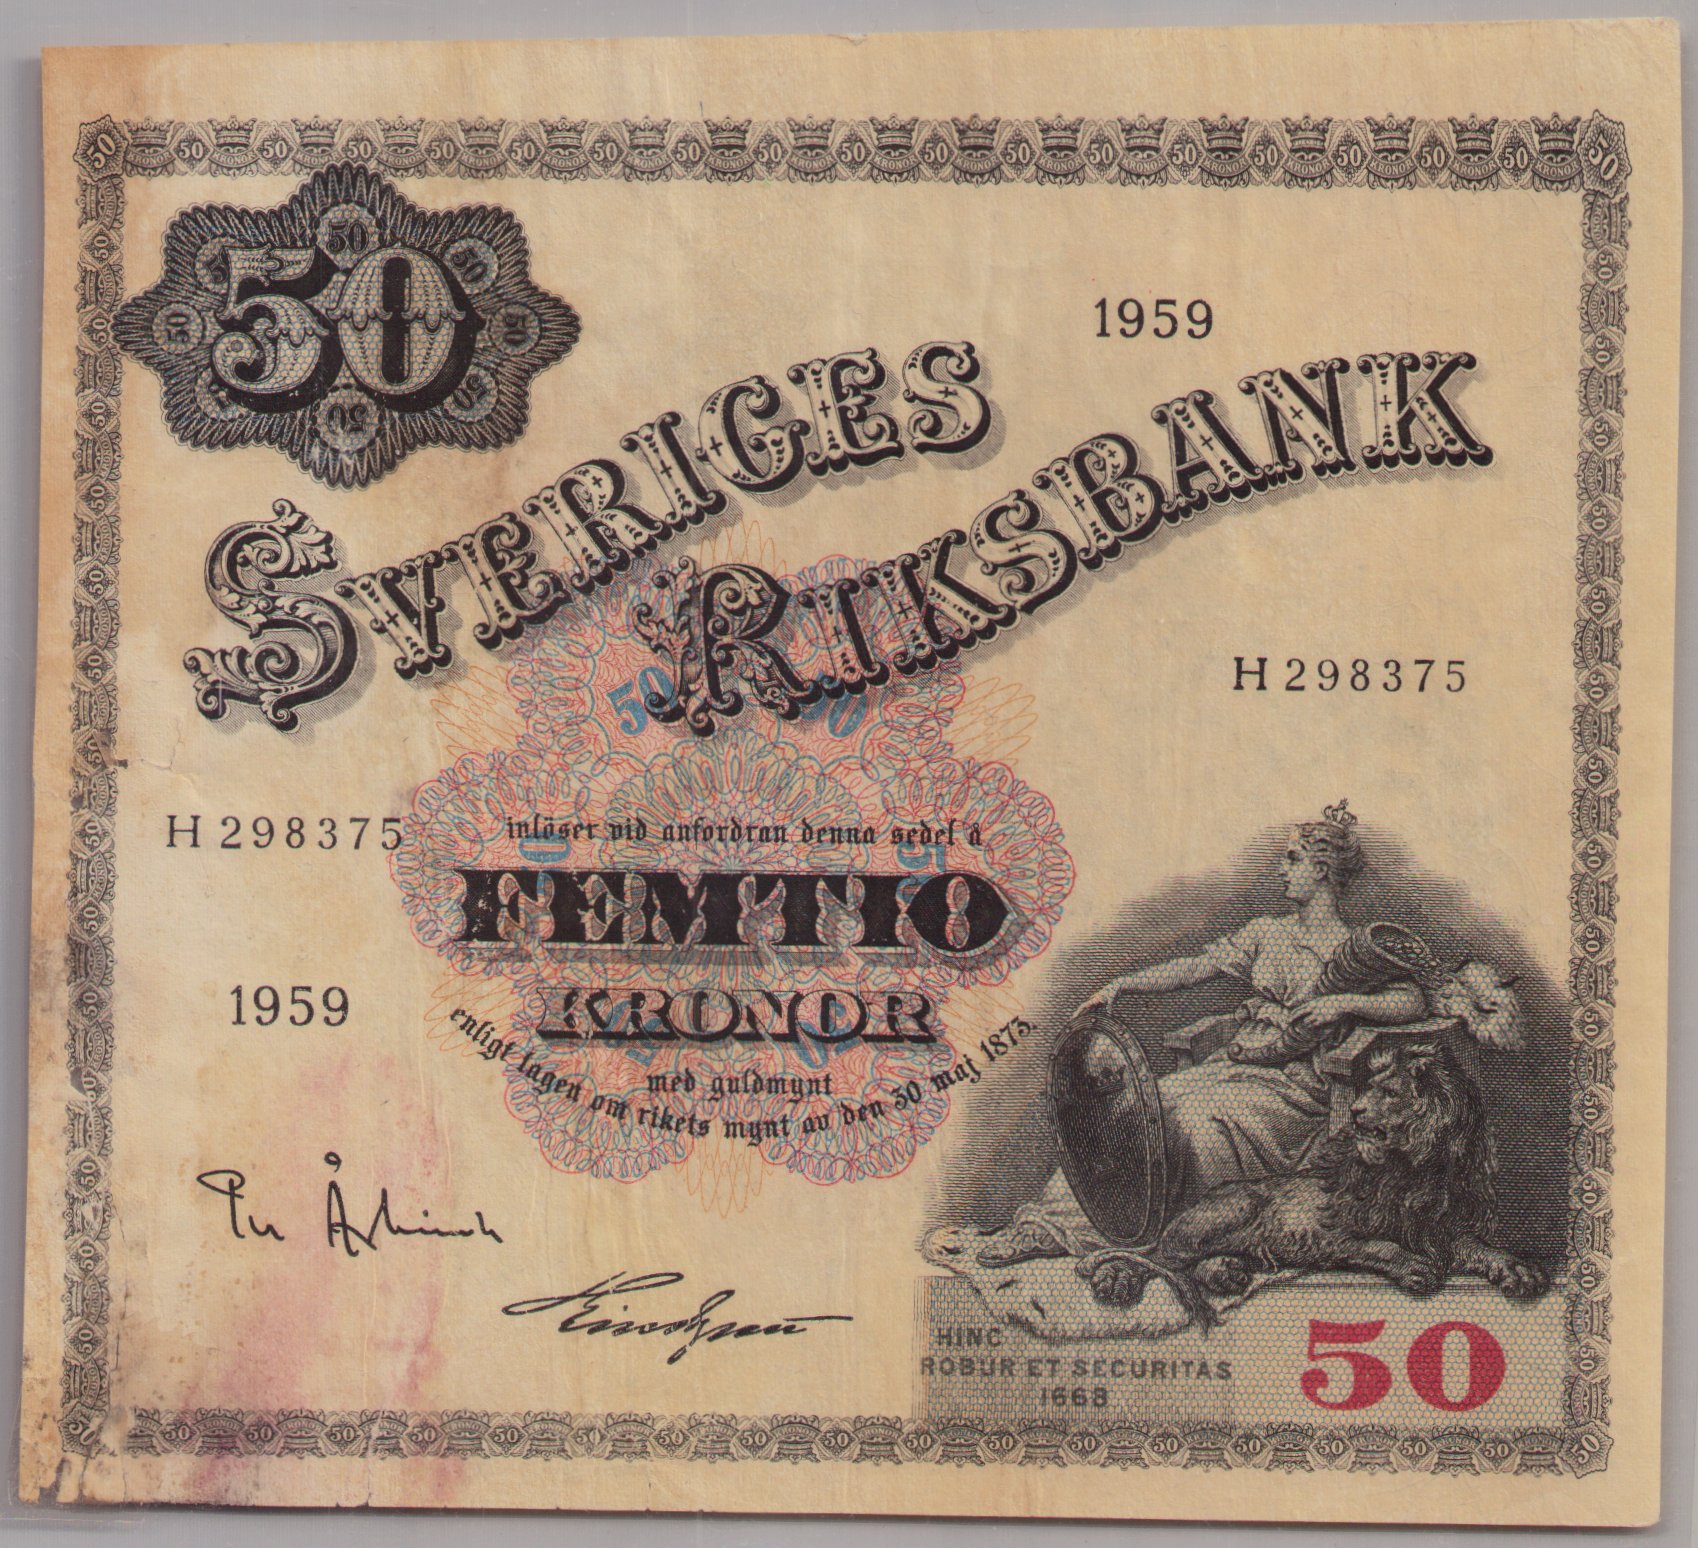 50
1959
SVERIGES
RIKSBANK
H 298375
H 298375
inlöser vid anfordran denna sedel å
FEMTIO
1959
KRONOR
med guldmynt
enligt lagen om rikets mynt av den 30 maj 1873.
HINC
ROBUR ET SECURITAS
1668
50